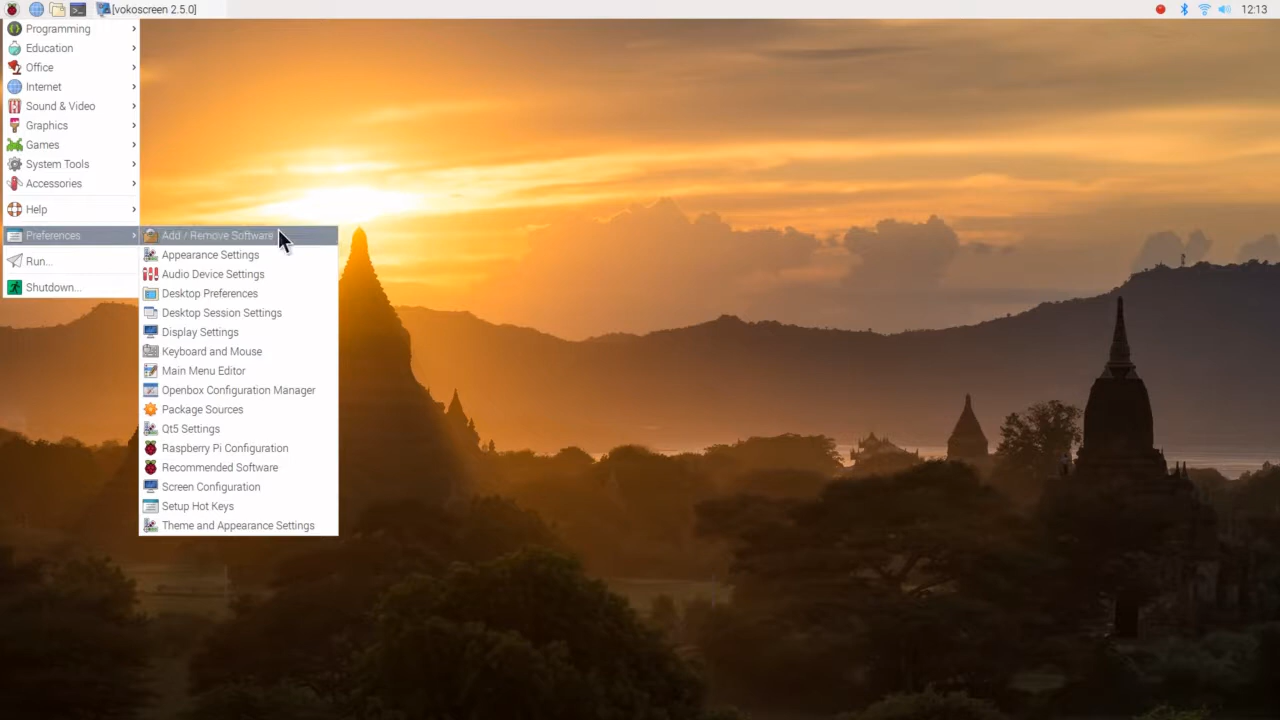 [vokoscreen 2.5.0]
12:13
Programming
Education
Office
Internet
Sound & Video
Graphics
Games
System Tools
Accessories
Help
Preferences
Run...
Shutdown...
Add / Remove Software
Appearance Settings
Audio Device Settings
Desktop Preferences
Desktop Session Settings
Display Settings
Keyboard and Mouse
Main Menu Editor
Openbox Configuration Manager
Package Sources
Qt5 Settings
Raspberry Pi Configuration
Recommended Software
Screen Configuration
Setup Hot Keys
Theme and Appearance Settings